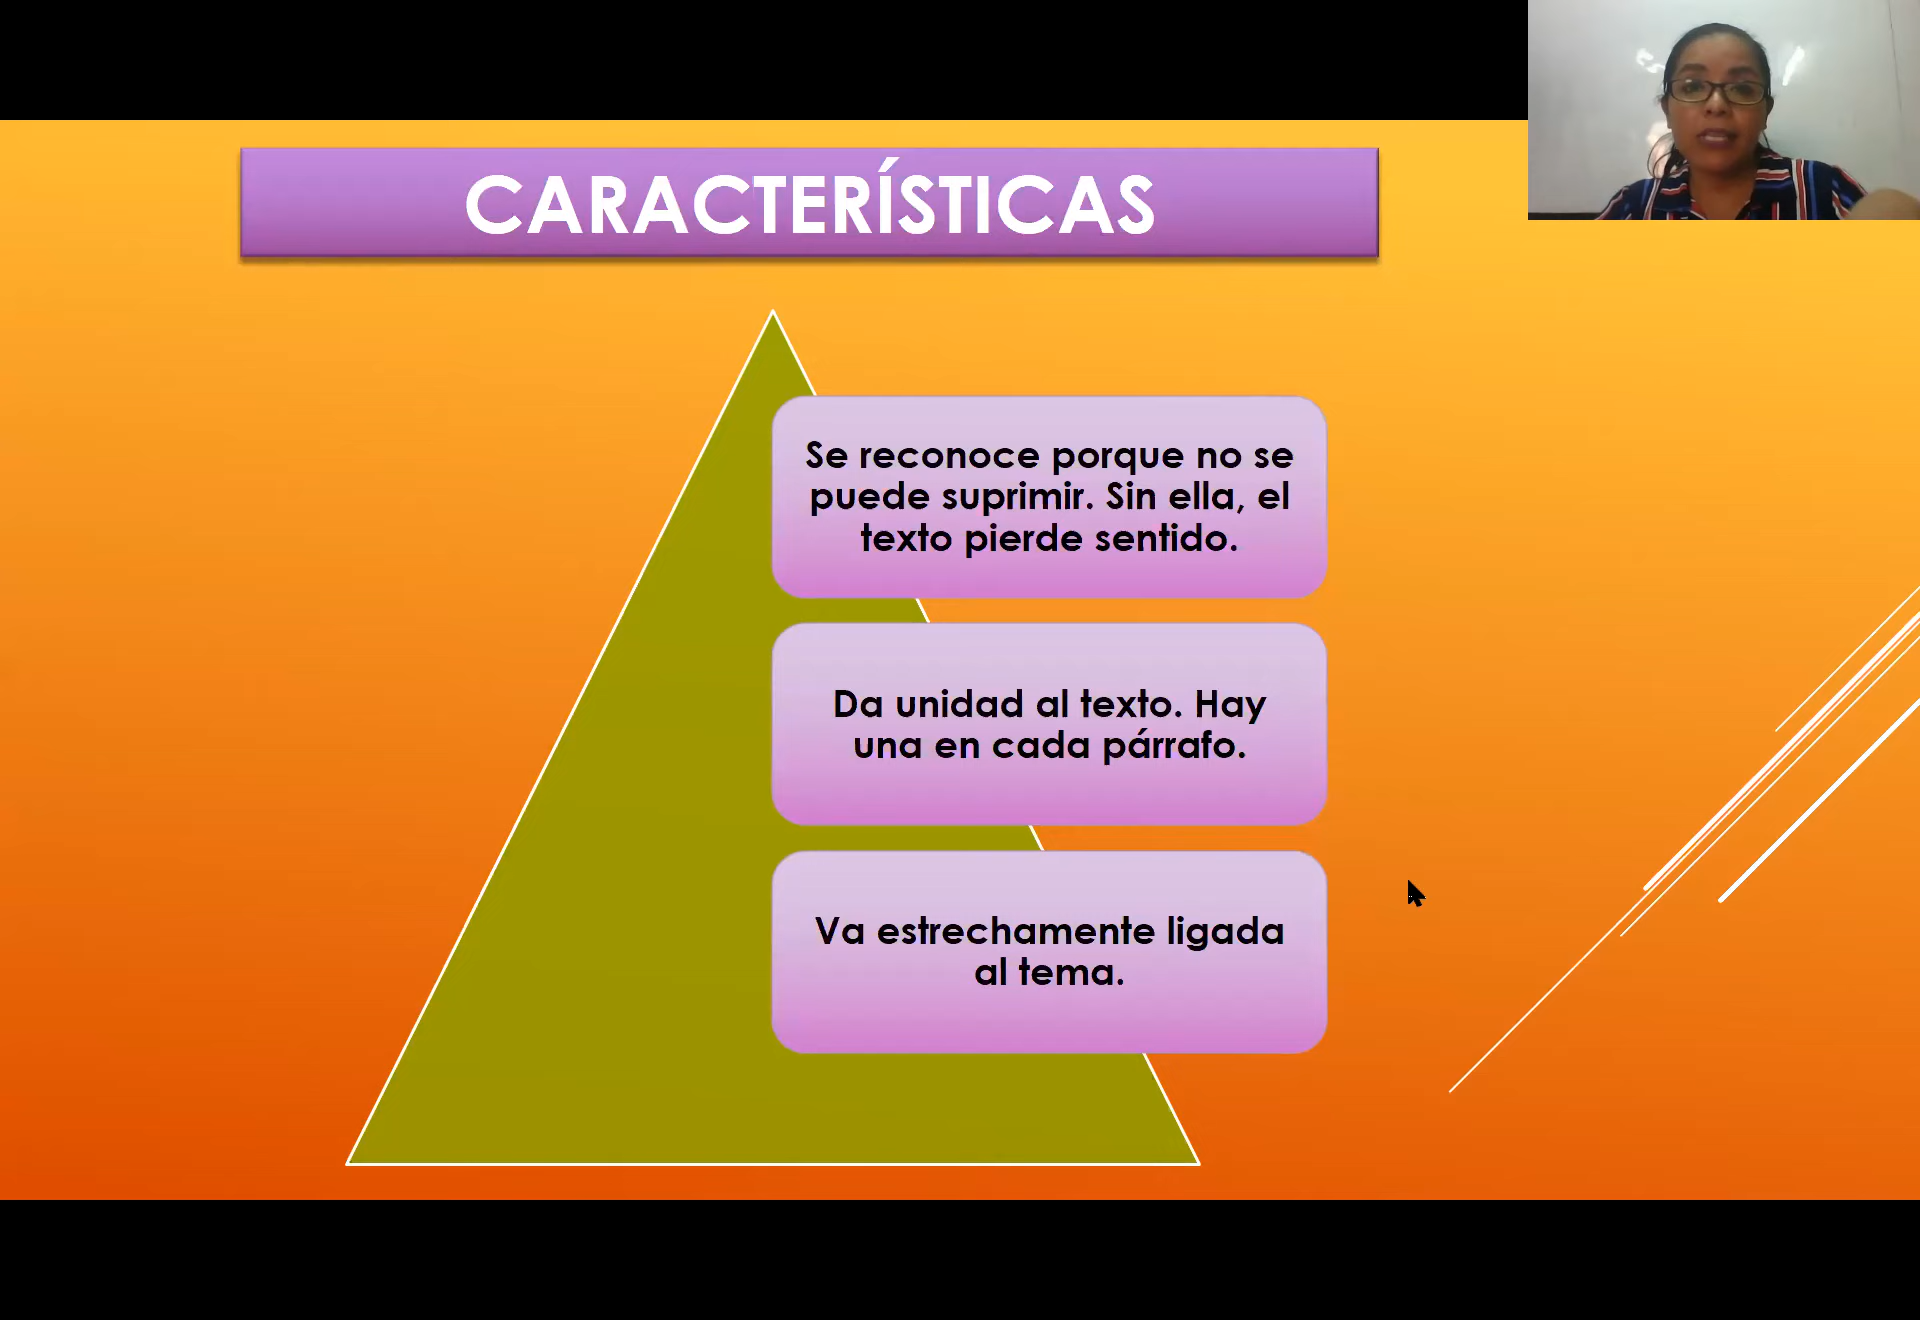 CARACTERÍSTICAS
Se reconoce porque no se
puede suprimir. Sin ella, el
texto pierde sentido.
Da unidad al texto. Hay
una en cada párrafo.
Va estrechamente ligada
al tema.